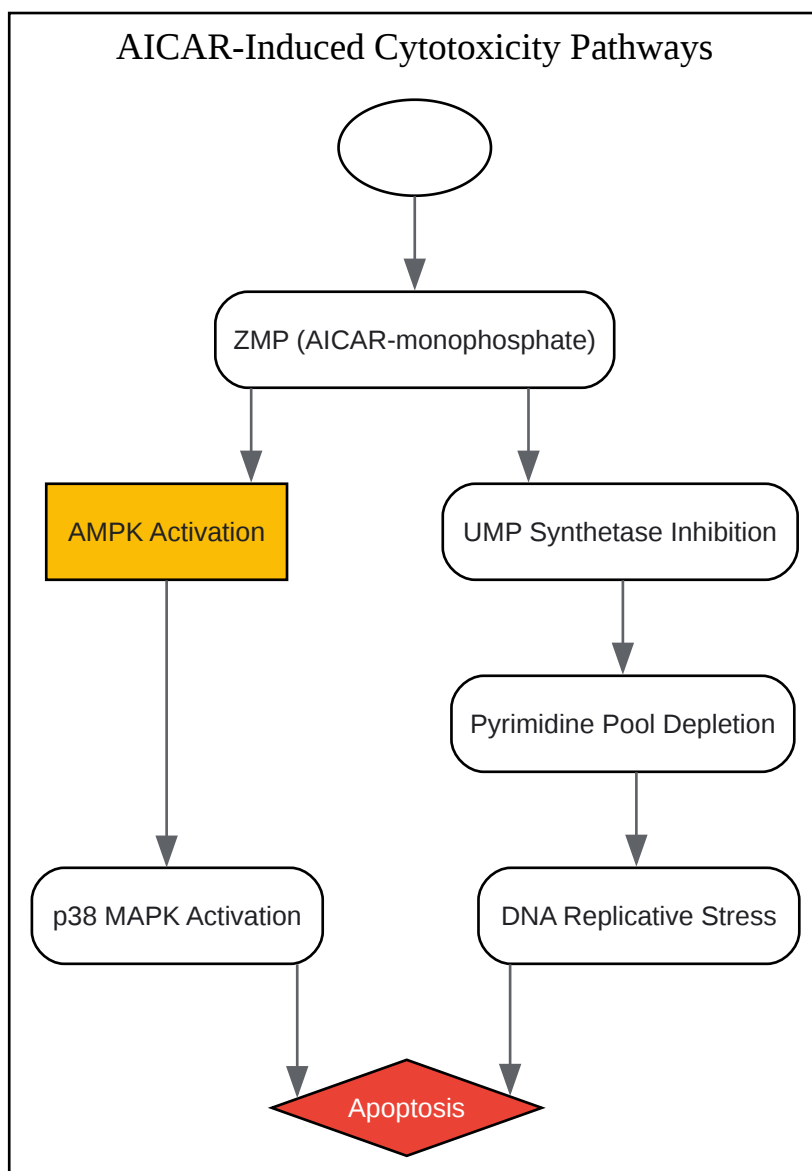 AICAR-Induced Cytotoxicity Pathways
ZMP (AICAR-monophosphate)
AMPK Activation
UMP Synthetase Inhibition
Pyrimidine Pool Depletion
p38 MAPK Activation
DNA Replicative Stress
Apoptosis